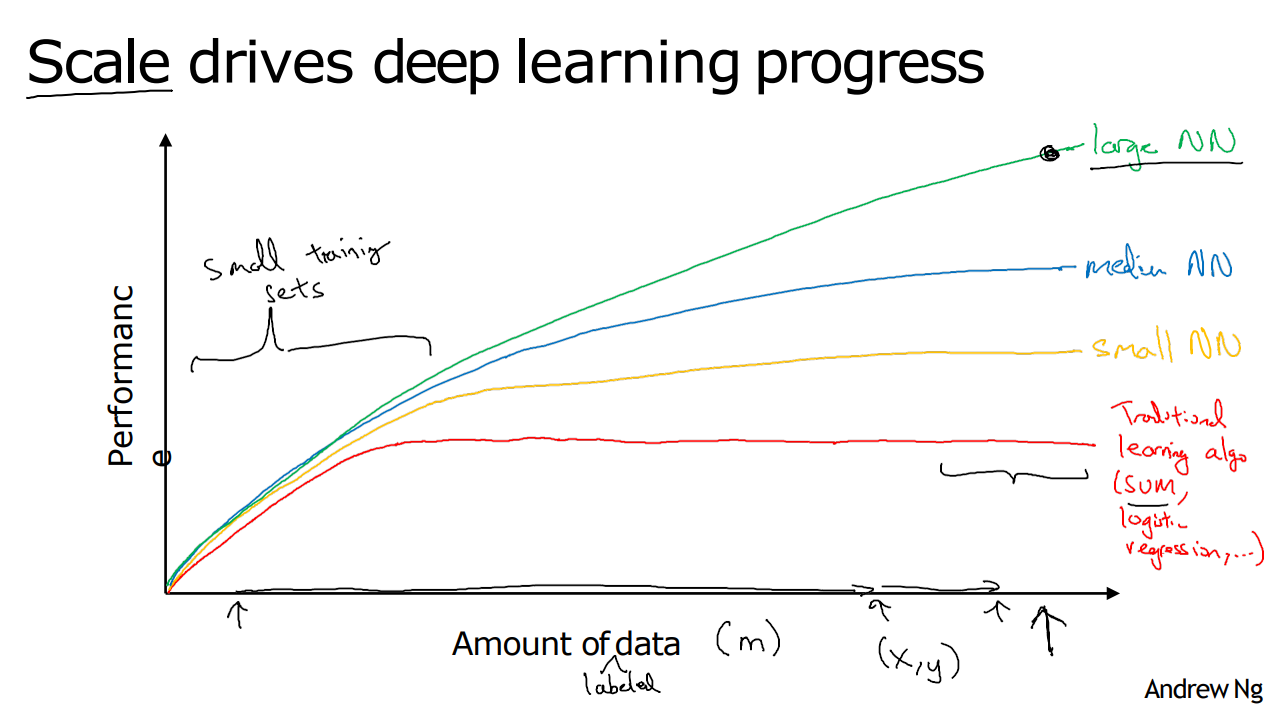 Scale drives deep learning progress
large NN
small training
sets
medium NN
small NN
Performanc
e
Traditional
learning algo
(SVM,
logistic
regression,...)
Amount of data (m)
labeled
(x,y)
Andrew Ng